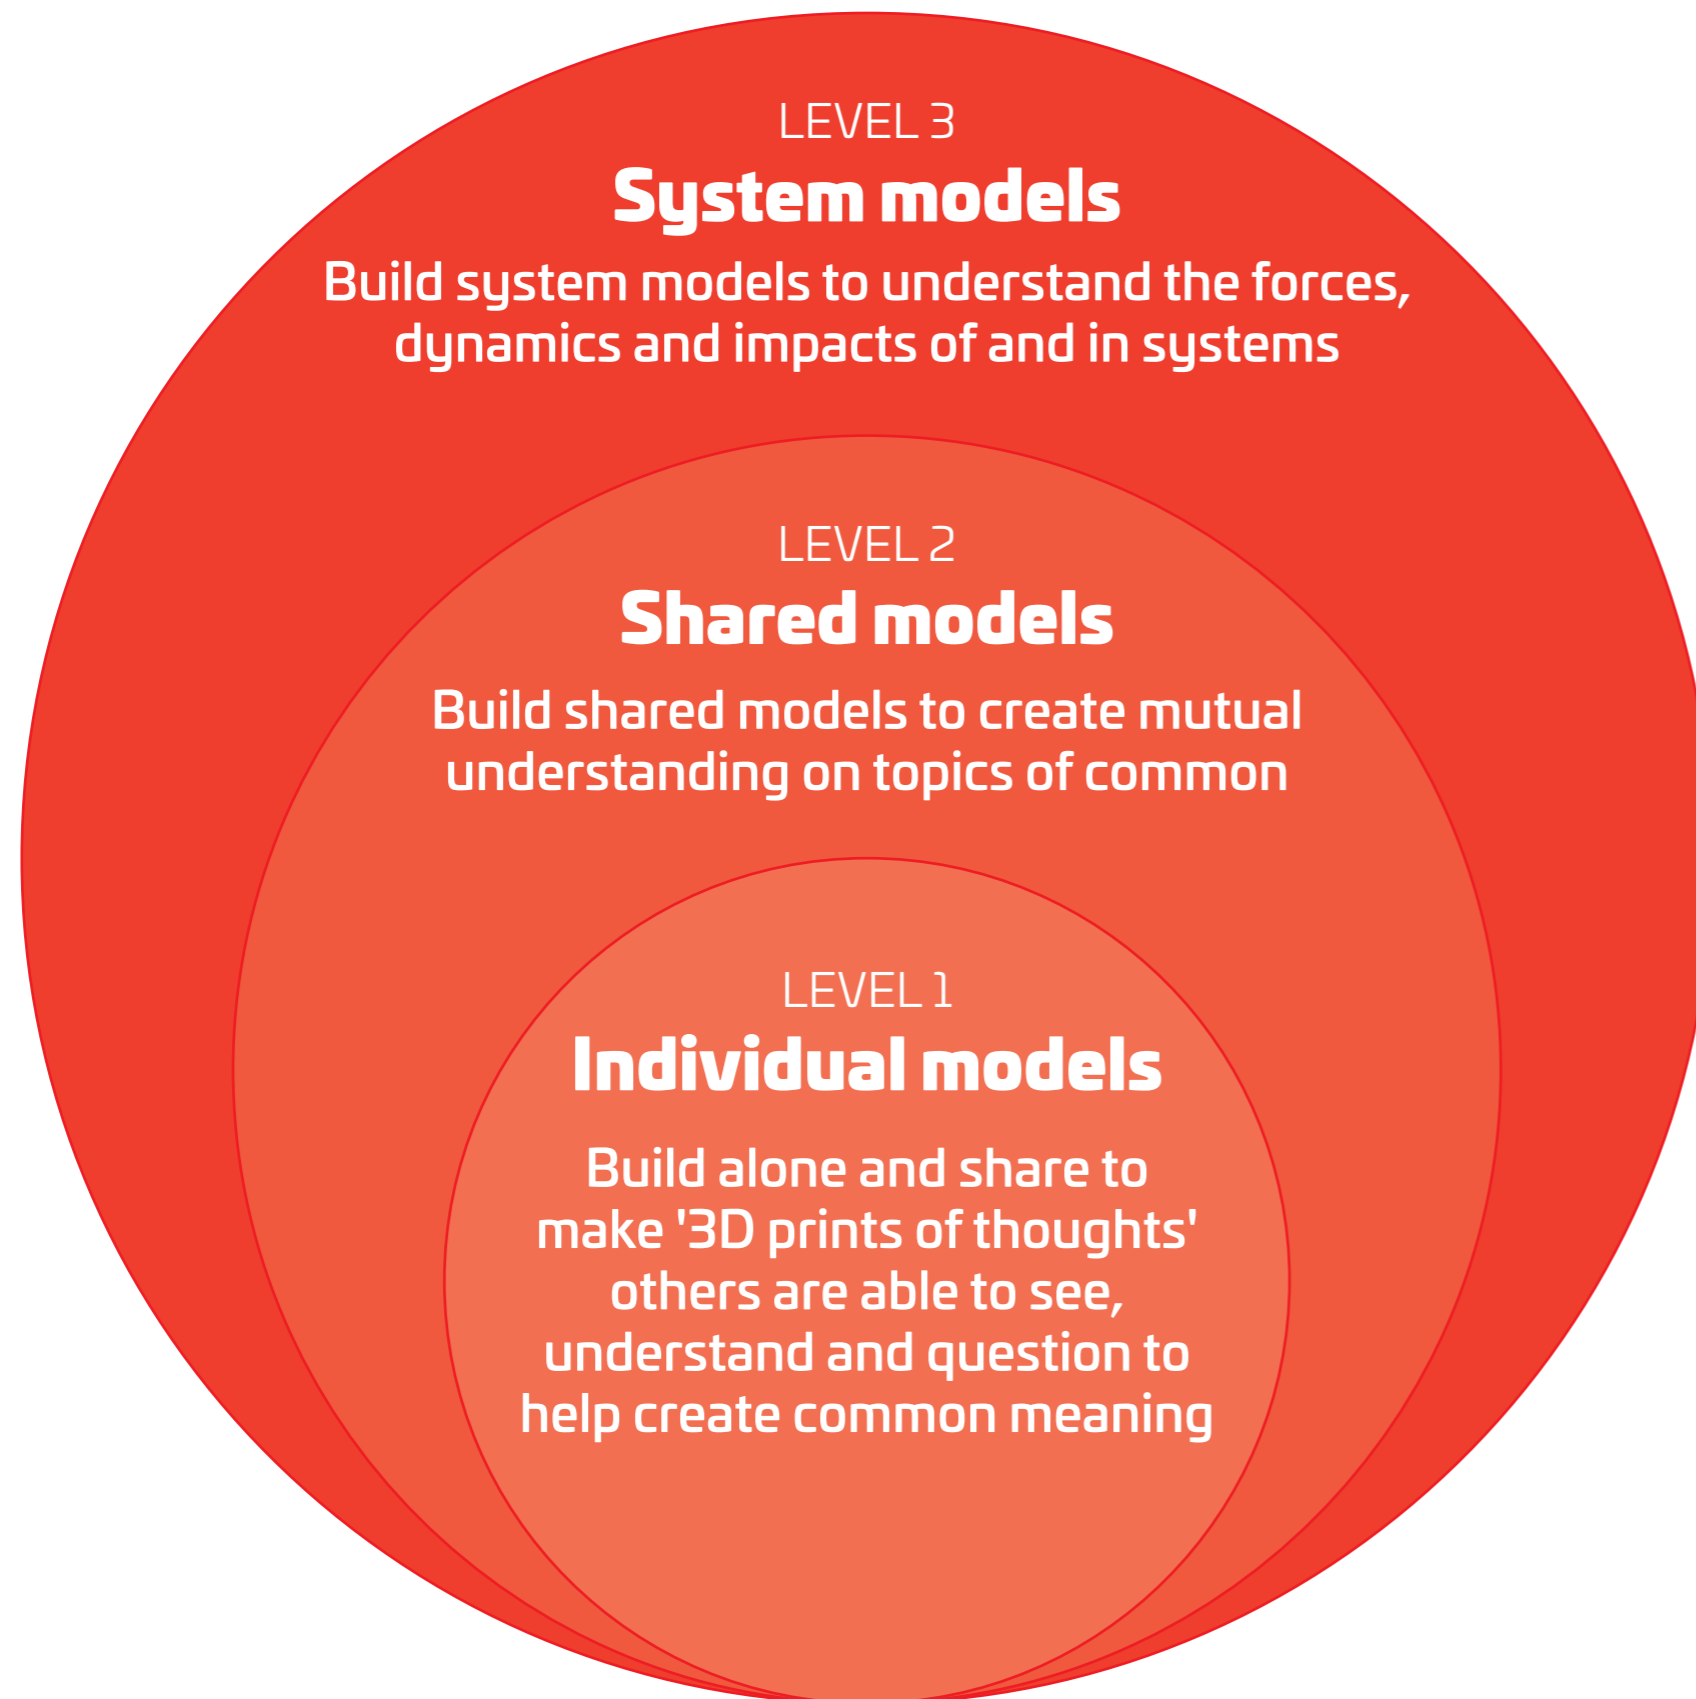 LEVEL 3
System models
Build system models to understand the forces,
dynamics and impacts of and in systems
LEVEL 2
Shared models
Build shared models to create mutual
understanding on topics of common
LEVEL 1
Individual models
Build alone and share to
make '3D prints of thoughts'
others are able to see,
understand and question to
help create common meaning